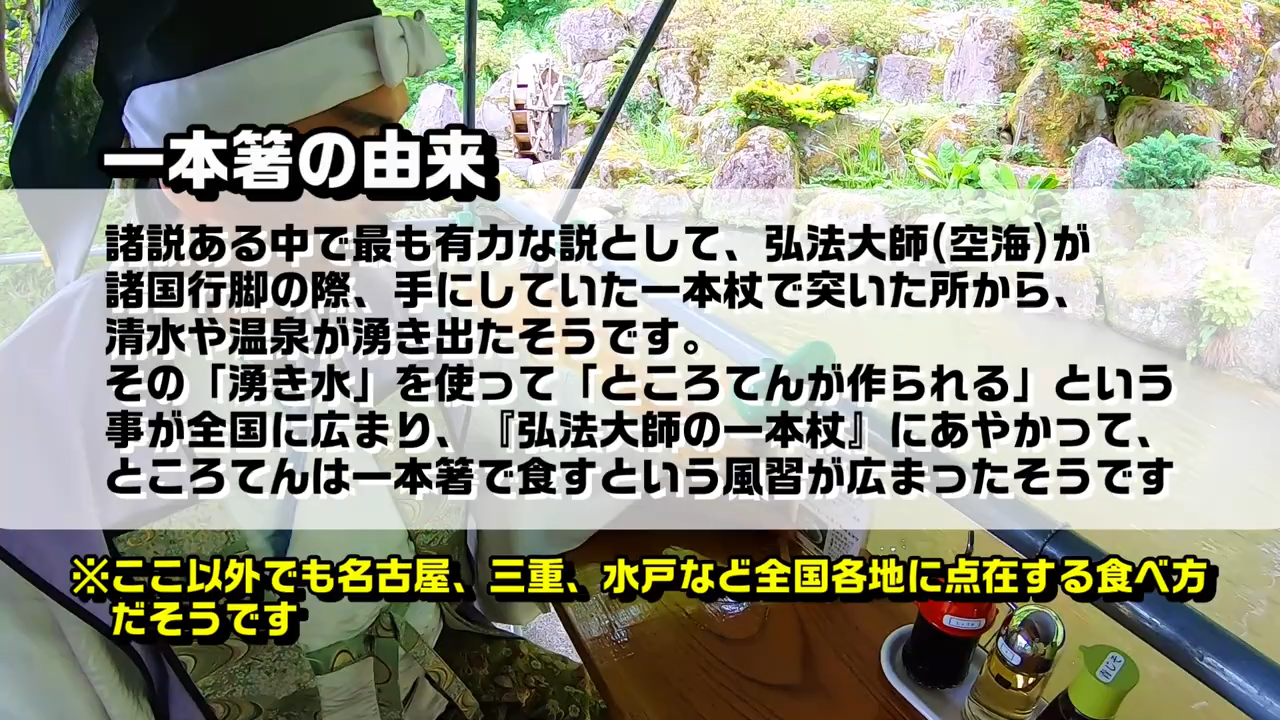 一本箸の由来
諸説ある中で最も有力な説として、弘法大師(空海)が
諸国行脚の際、手にしていた一本杖で突いた所から、
清水や温泉が湧き出たそうです。
その「湧き水」を使って「ところてんが作られる」という
事が全国に広まり、『弘法大師の一本杖』にあやかって、
ところてんは一本箸で食すという風習が広まったそうです
※ここ以外でも名古屋、三重、水戸など全国各地に点在する食べ方
だそうです
青じそ